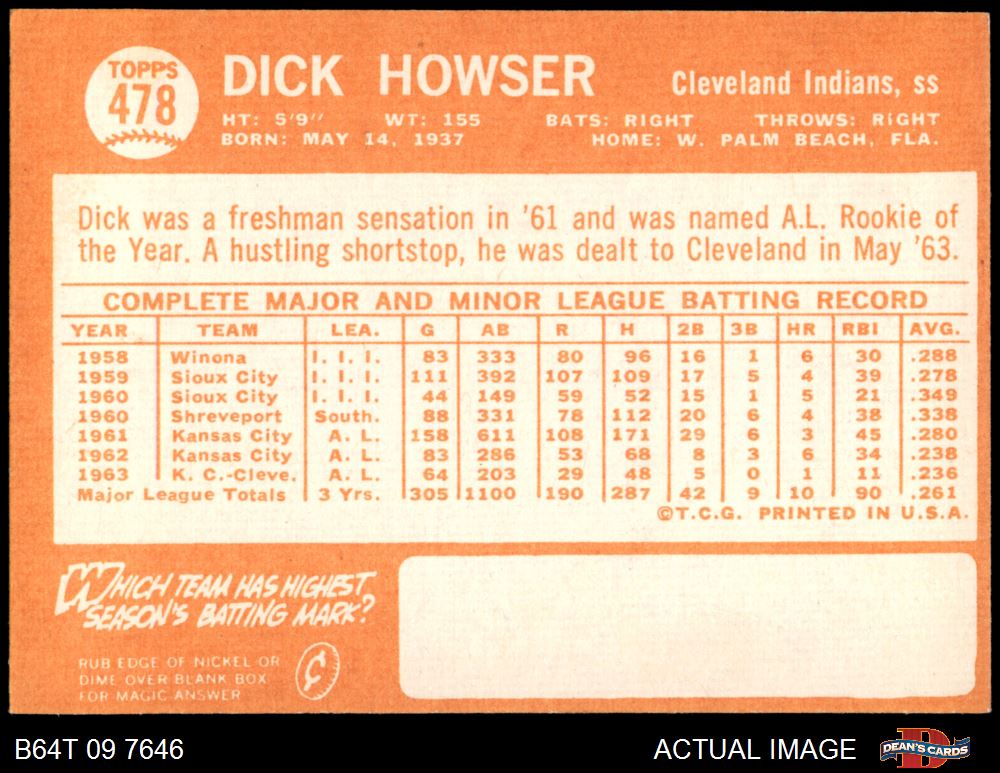 TOPPS
478
DICK HOWSER Cleveland Indians, ss
HT: 5'9" WT: 155 BATS: RIGHT THROWS: RIGHT
BORN: MAY 14, 1937 HOME: W. PALM BEACH, FLA.
Dick was a freshman sensation in '61 and was named A.L. Rookie of
the Year. A hustling shortstop, he was dealt to Cleveland in May '63.
COMPLETE MAJOR AND MINOR LEAGUE BATTING RECORD
YEAR TEAM LEA. G AB R H 2B 3B HR RBI AVG.
1958 Winona I. I. I. 83 333 80 96 16 1 6 30 .288
1959 Sioux City I. I. I. 111 392 107 109 17 5 4 39 .278
1960 Sioux City I. I. I. 44 149 59 52 15 1 5 21 .349
1960 Shreveport South. 88 331 78 112 20 6 4 38 .338
1961 Kansas City A. L. 158 611 108 171 29 6 3 45 .280
1962 Kansas City A. L. 83 286 53 68 8 3 6 34 .238
1963 K. C.-Cleve. A. L. 64 203 29 48 5 0 1 11 .236
Major League Totals 3 Yrs. 305 1100 190 287 42 9 10 90 .261
©T.C.G. PRINTED IN U.S.A.
WHICH TEAM HAS HIGHEST
SEASON'S BATTING MARK?
RUB EDGE OF NICKEL OR
DIME OVER BLANK BOX
FOR MAGIC ANSWER
¢
B64T 09 7646 ACTUAL IMAGE DEAN'S CARDS